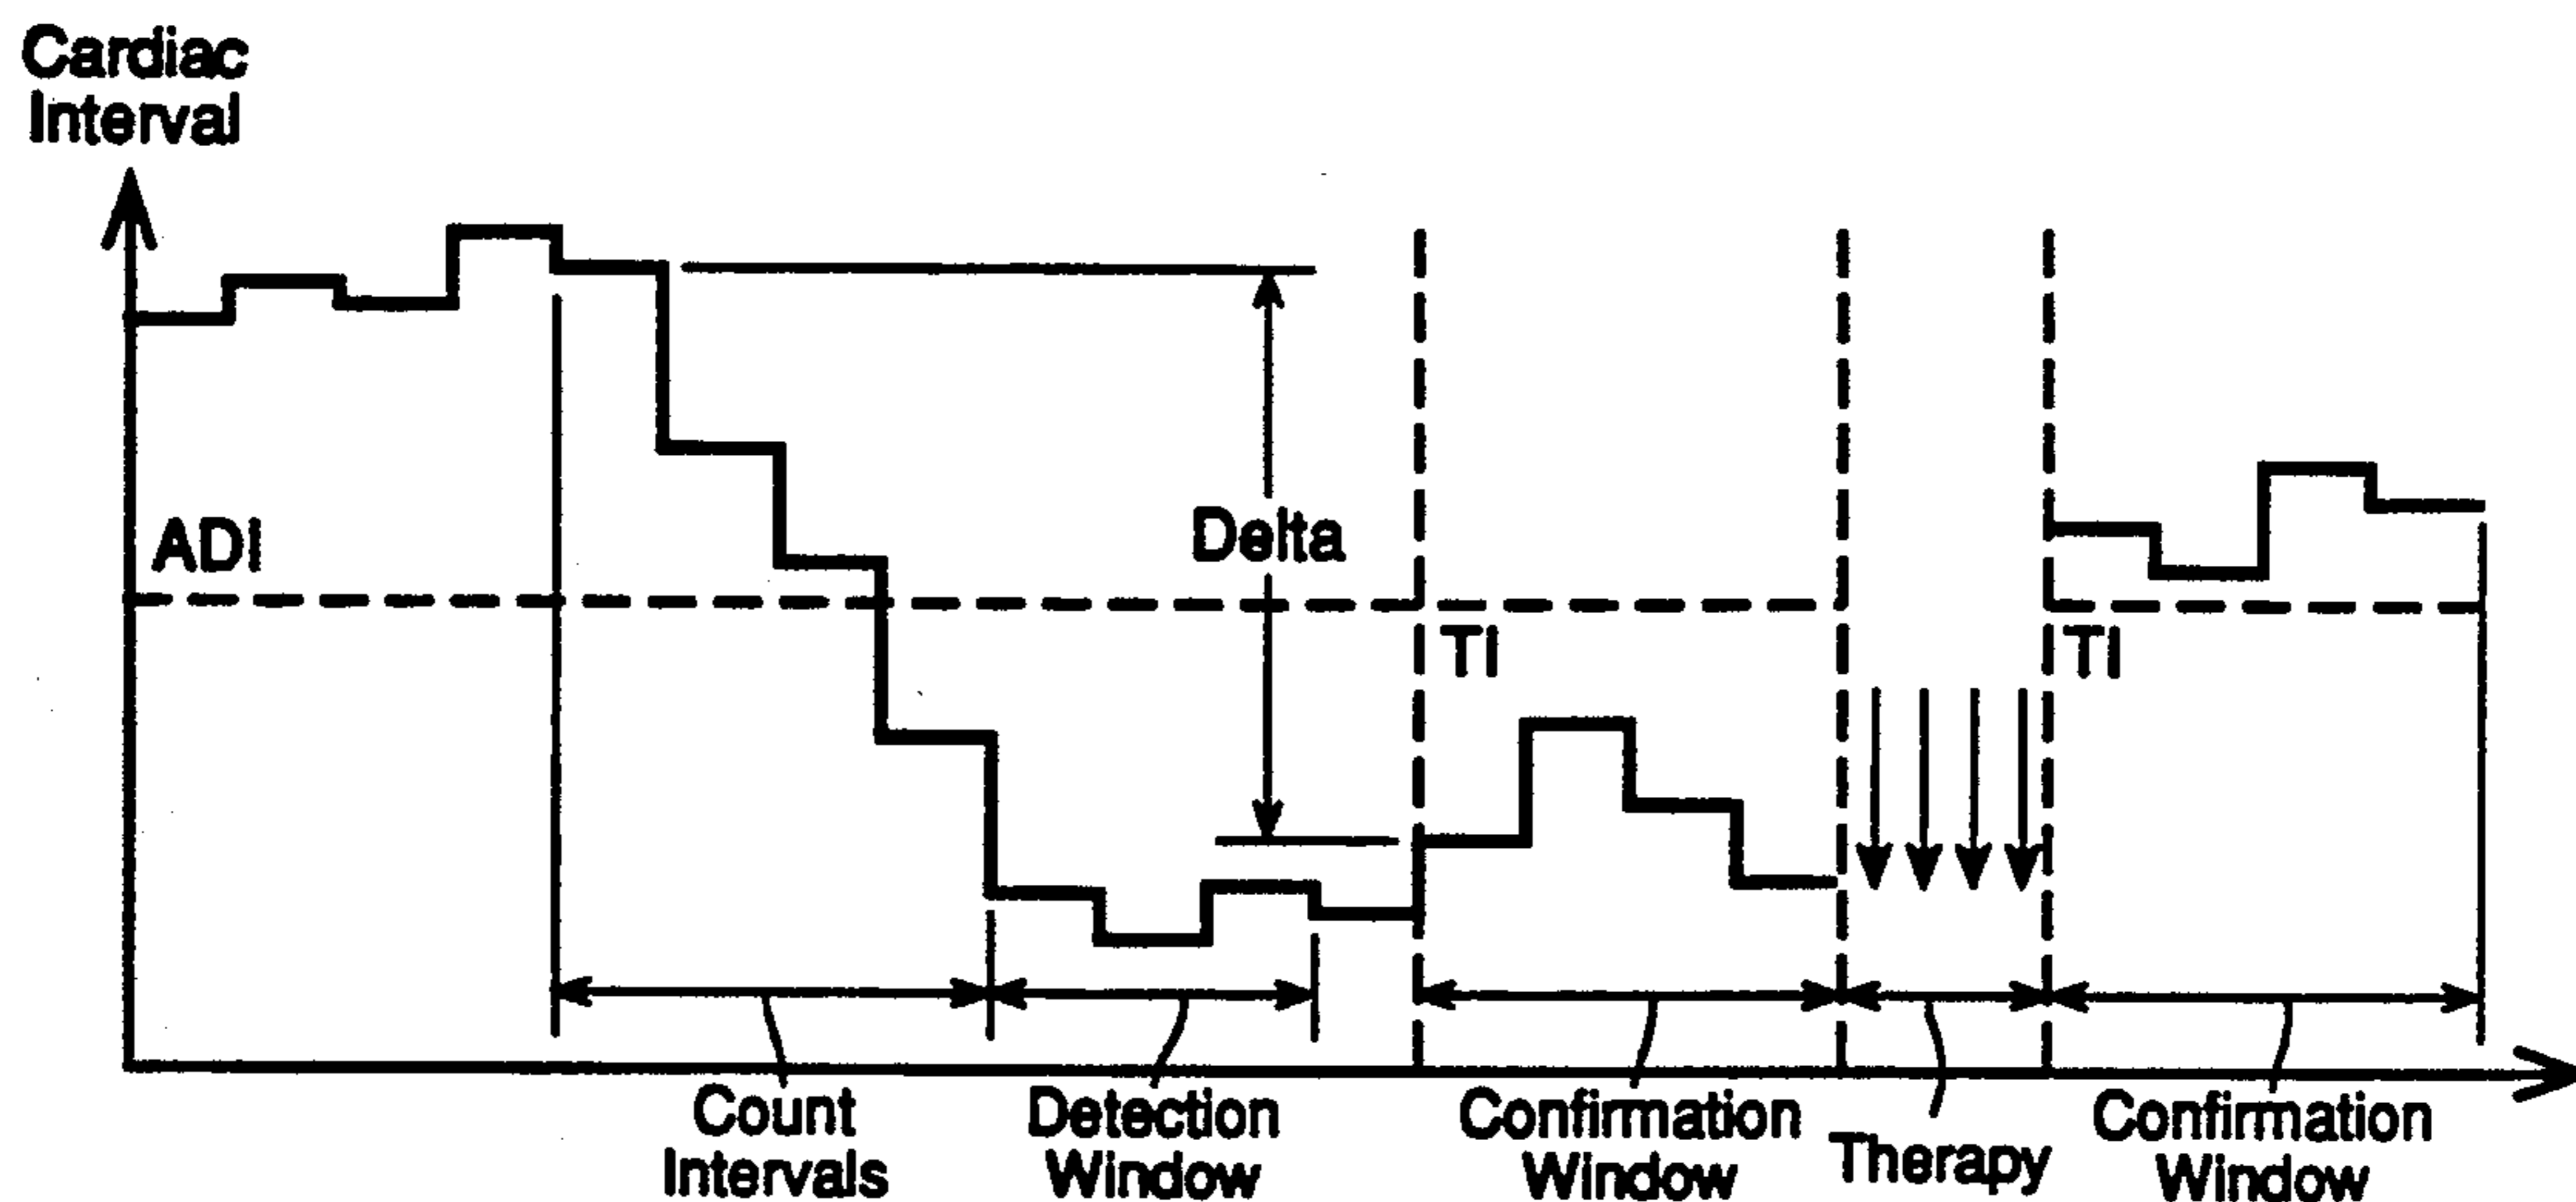 Cardiac
Interval
ADI
Delta
TI
TI
Count
Intervals
Detection
Window
Confirmation
Window
Therapy
Confirmation
Window